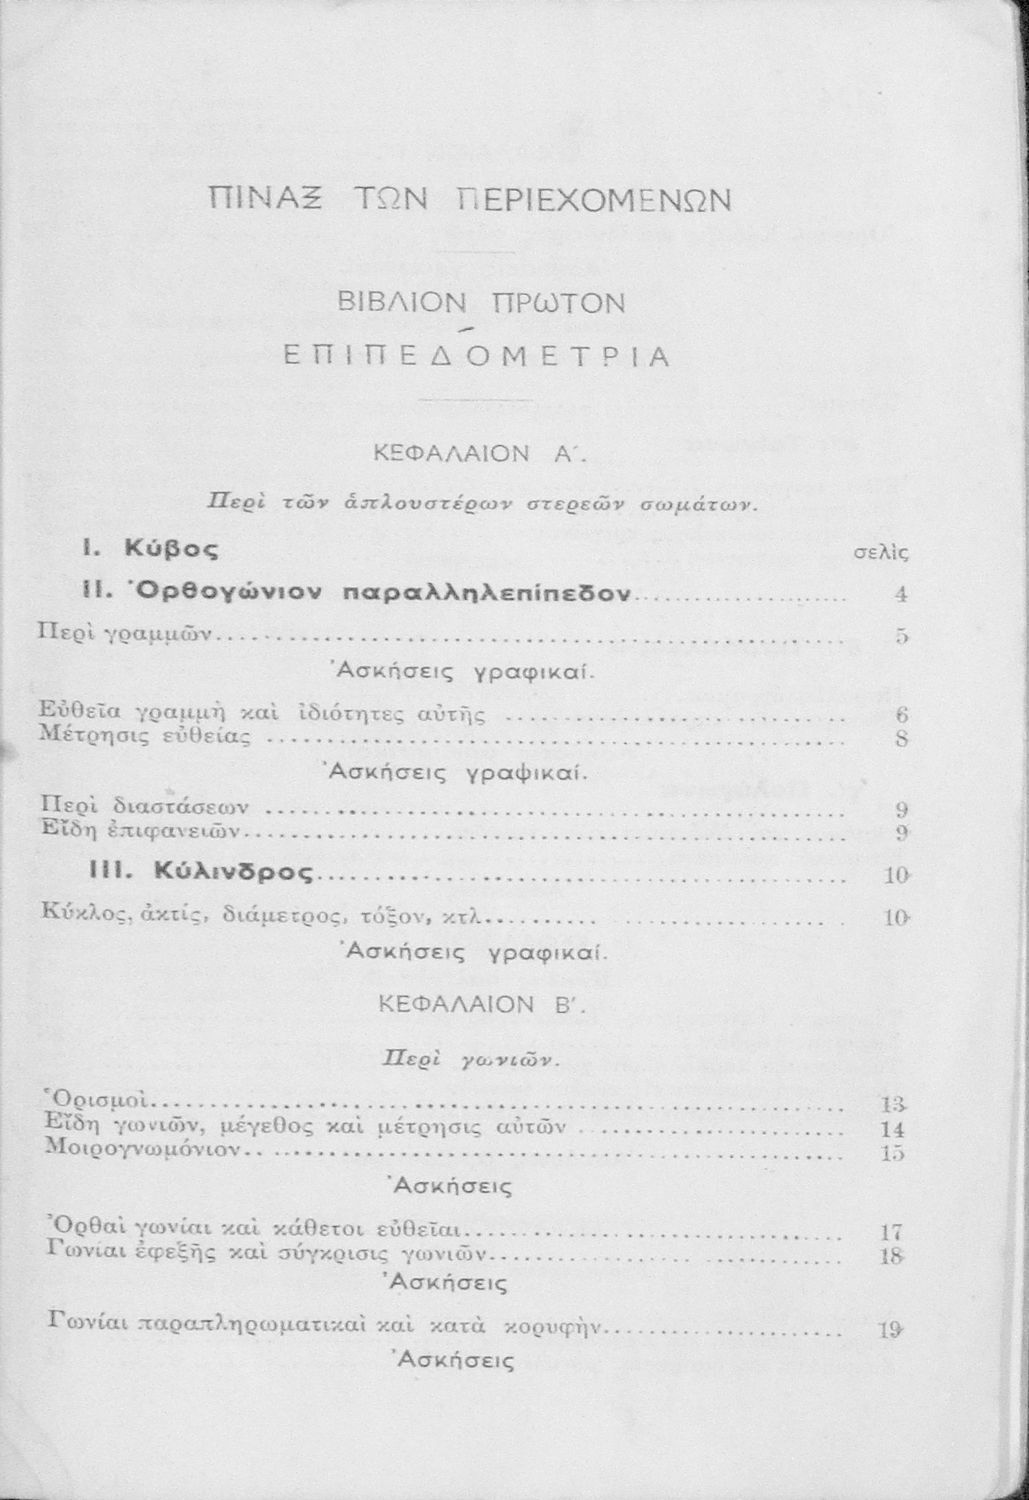 ΠΙΝΑΞ ΤΩΝ ΠΕΡΙΕΧΟΜΕΝΩΝ
ΒΙΒΛΙΟΝ ΠΡΩΤΟΝ
ΕΠΙΠΕΔΟΜΕΤΡΙΑ
ΚΕΦΑΛΑΙΟΝ Α΄.
Περὶ τῶν ἁπλουστέρων στερεῶν σωμάτων.
I. Κύβος σελὶς
II. Ὀρθογώνιον παραλληλεπίπεδον 4
Περὶ γραμμῶν 5
Ἀσκήσεις γραφικαί.
Εὐθεῖα γραμμὴ καὶ ἰδιότητες αὐτῆς 6
Μέτρησις εὐθείας 8
Ἀσκήσεις γραφικαί.
Περὶ διαστάσεων 9
Εἴδη ἐπιφανειῶν 9
III. Κύλινδρος 10
Κύκλος, ἀκτίς, διάμετρος, τόξον, κτλ. 10
Ἀσκήσεις γραφικαί.
ΚΕΦΑΛΑΙΟΝ Β΄.
Περὶ γωνιῶν.
Ὁρισμοὶ 13
Εἴδη γωνιῶν, μέγεθος καὶ μέτρησις αὐτῶν 14
Μοιρογνωμόνιον 15
Ἀσκήσεις
Ὀρθαὶ γωνίαι καὶ κάθετοι εὐθεῖαι 17
Γωνίαι ἐφεξῆς καὶ σύγκρισις γωνιῶν 18
Ἀσκήσεις
Γωνίαι παραπληρωματικαὶ καὶ κατὰ κορυφὴν 19
Ἀσκήσεις